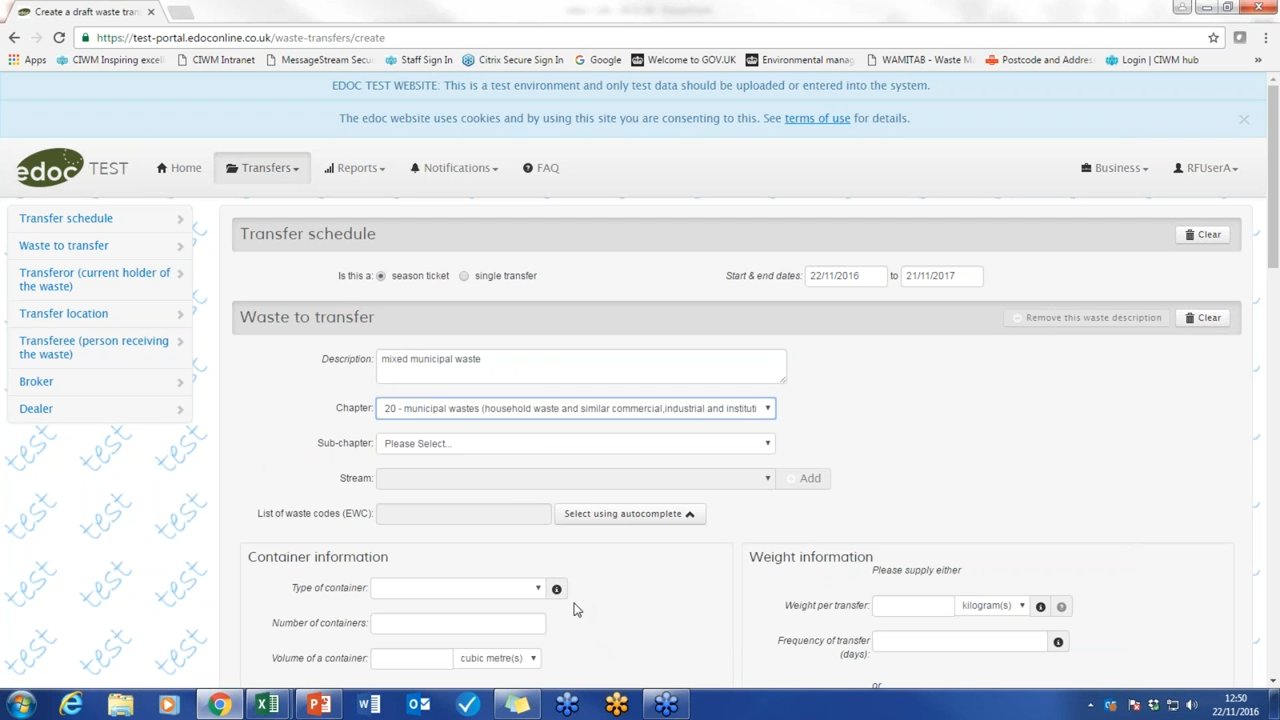 Create a draft waste tran
https://test-portal.edoconline.co.uk/waste-transfers/create
Apps CIWM Inspiring excel CIWM Intranet MessageStream Secu Staff Sign In Citrix Secure Sign In Google Welcome to GOV.UK Environmental manag WAMITAB - Waste M Postcode and Addres Login | CIWM hub »
EDOC TEST WEBSITE: This is a test environment and only test data should be uploaded or entered into the system.
The edoc website uses cookies and by using this site you are consenting to this. See terms of use for details.
edoc TEST Home Transfers Reports Notifications FAQ Business RFUserA
Transfer schedule
Waste to transfer
Transferor (current holder of
the waste)
Transfer location
Transferee (person receiving
the waste)
Broker
Dealer
Transfer schedule Clear
Is this a: season ticket single transfer Start & end dates: 22/11/2016 to 21/11/2017
Waste to transfer Remove this waste description Clear
Description: mixed municipal waste
Chapter: 20 - municipal wastes (household waste and similar commercial,industrial and instituti
Sub-chapter: Please Select...
Stream: Add
List of waste codes (EWC): Select using autocomplete
Container information
Type of container:
Number of containers:
Volume of a container: cubic metre(s)
Weight information
Please supply either
Weight per transfer: kilogram(s)
Frequency of transfer
(days):
or
test test test
test test test
test test test
12:50
22/11/2016